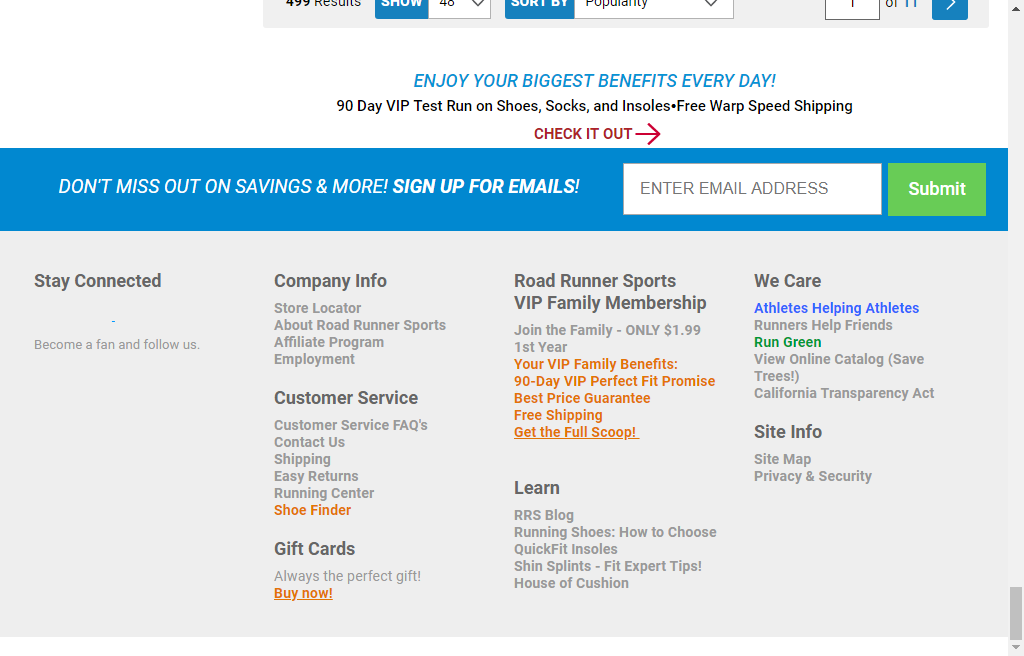 499 Results SHOW 48 SORT BY Popularity 1 of 11
ENJOY YOUR BIGGEST BENEFITS EVERY DAY!
90 Day VIP Test Run on Shoes, Socks, and Insoles•Free Warp Speed Shipping
CHECK IT OUT
DON'T MISS OUT ON SAVINGS & MORE! SIGN UP FOR EMAILS!
ENTER EMAIL ADDRESS
Submit
Stay Connected
-
Become a fan and follow us.
Company Info
Store Locator
About Road Runner Sports
Affiliate Program
Employment
Customer Service
Customer Service FAQ's
Contact Us
Shipping
Easy Returns
Running Center
Shoe Finder
Gift Cards
Always the perfect gift!
Buy now!
Road Runner Sports
VIP Family Membership
Join the Family - ONLY $1.99
1st Year
Your VIP Family Benefits:
90-Day VIP Perfect Fit Promise
Best Price Guarantee
Free Shipping
Get the Full Scoop!
Learn
RRS Blog
Running Shoes: How to Choose
QuickFit Insoles
Shin Splints - Fit Expert Tips!
House of Cushion
We Care
Athletes Helping Athletes
Runners Help Friends
Run Green
View Online Catalog (Save
Trees!)
California Transparency Act
Site Info
Site Map
Privacy & Security